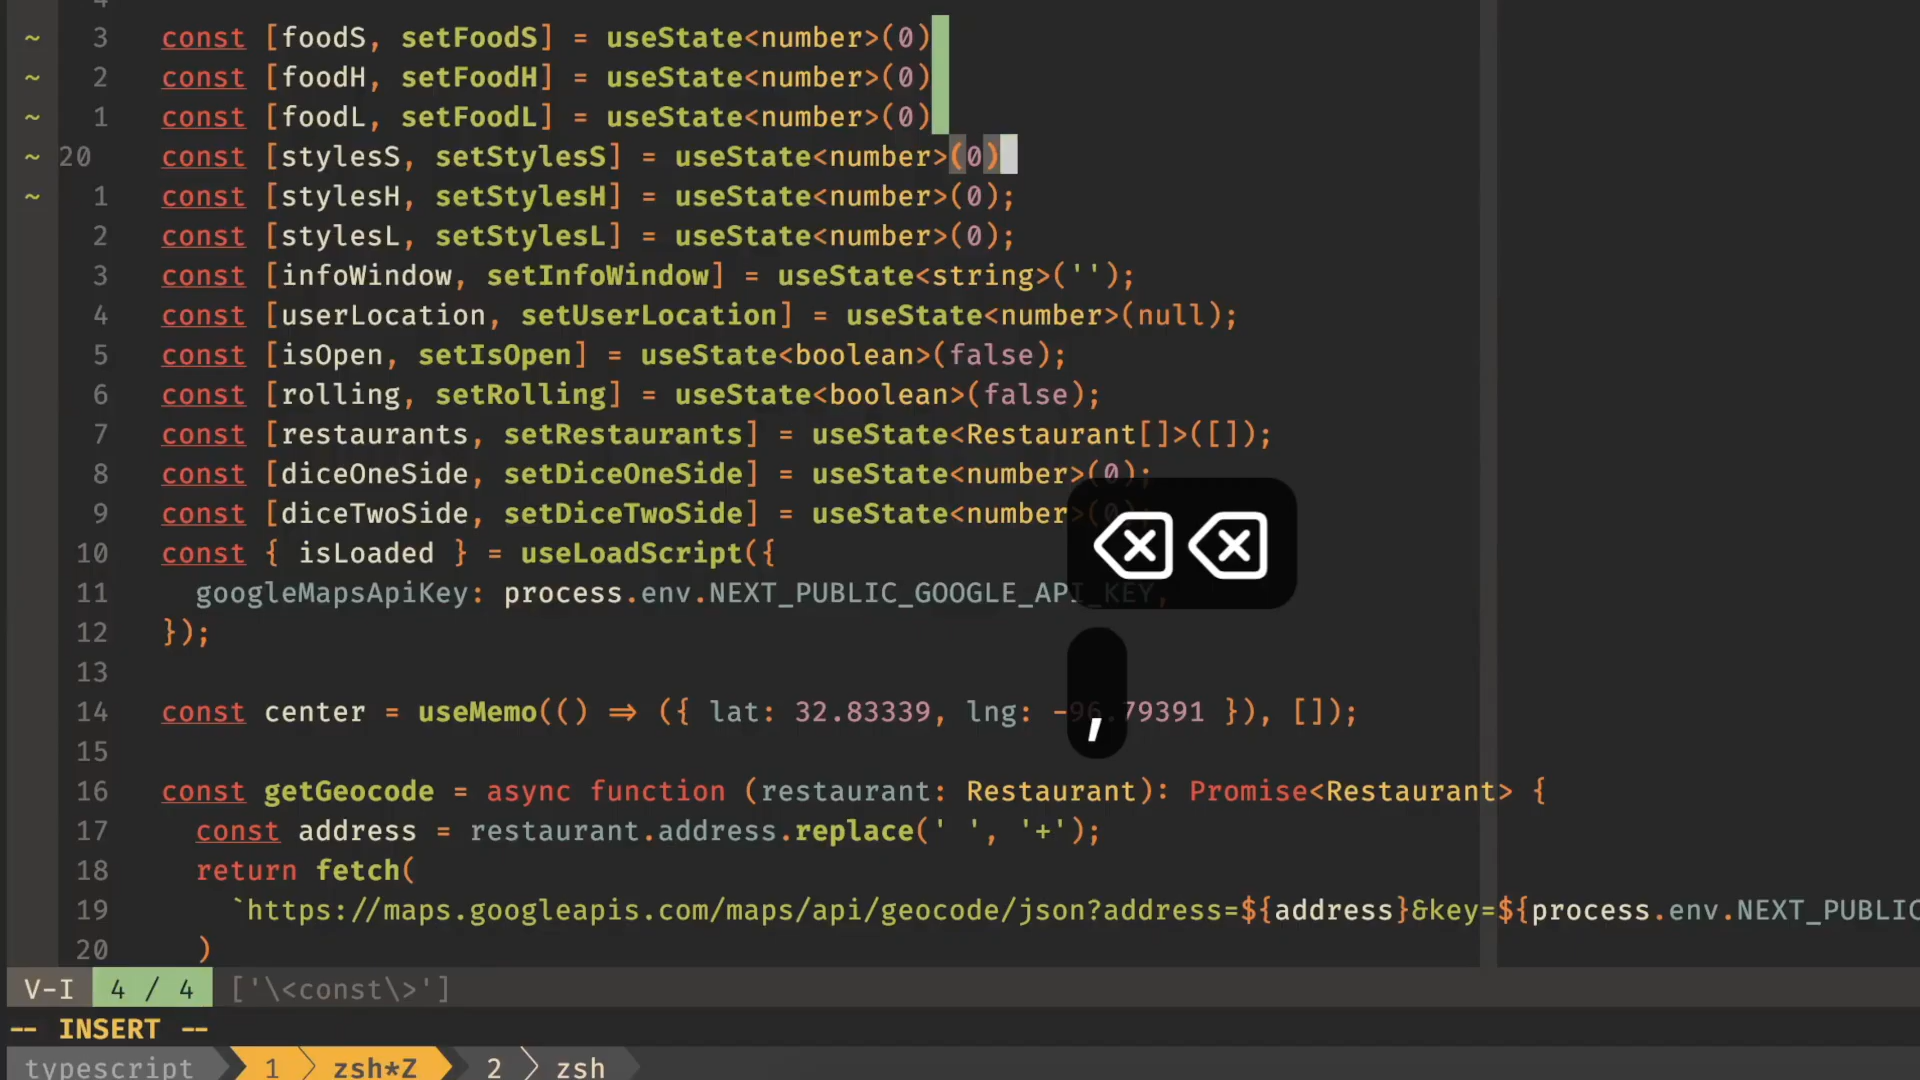 4
~ 3 const [foodS, setFoodS] = useState<number>(0)
~ 2 const [foodH, setFoodH] = useState<number>(0)
~ 1 const [foodL, setFoodL] = useState<number>(0)
~ 20 const [stylesS, setStylesS] = useState<number>(0)
~ 1 const [stylesH, setStylesH] = useState<number>(0);
2 const [stylesL, setStylesL] = useState<number>(0);
3 const [infoWindow, setInfoWindow] = useState<string>('');
4 const [userLocation, setUserLocation] = useState<number>(null);
5 const [isOpen, setIsOpen] = useState<boolean>(false);
6 const [rolling, setRolling] = useState<boolean>(false);
7 const [restaurants, setRestaurants] = useState<Restaurant[]>([]);
8 const [diceOneSide, setDiceOneSide] = useState<number>(0);
9 const [diceTwoSide, setDiceTwoSide] = useState<number>(0);
10 const { isLoaded } = useLoadScript({
11 googleMapsApiKey: process.env.NEXT_PUBLIC_GOOGLE_API_KEY,
12 });
13
14 const center = useMemo(() => ({ lat: 32.83339, lng: -96.79391 }), []);
15
16 const getGeocode = async function (restaurant: Restaurant): Promise<Restaurant> {
17 const address = restaurant.address.replace(' ', '+');
18 return fetch(
19 `https://maps.googleapis.com/maps/api/geocode/json?address=${address}&key=${process.env.NEXT_PUBLIC
20 )
,
V-I 4 / 4 ['\<const\>']
-- INSERT --
typescript 1 zsh*Z 2 zsh